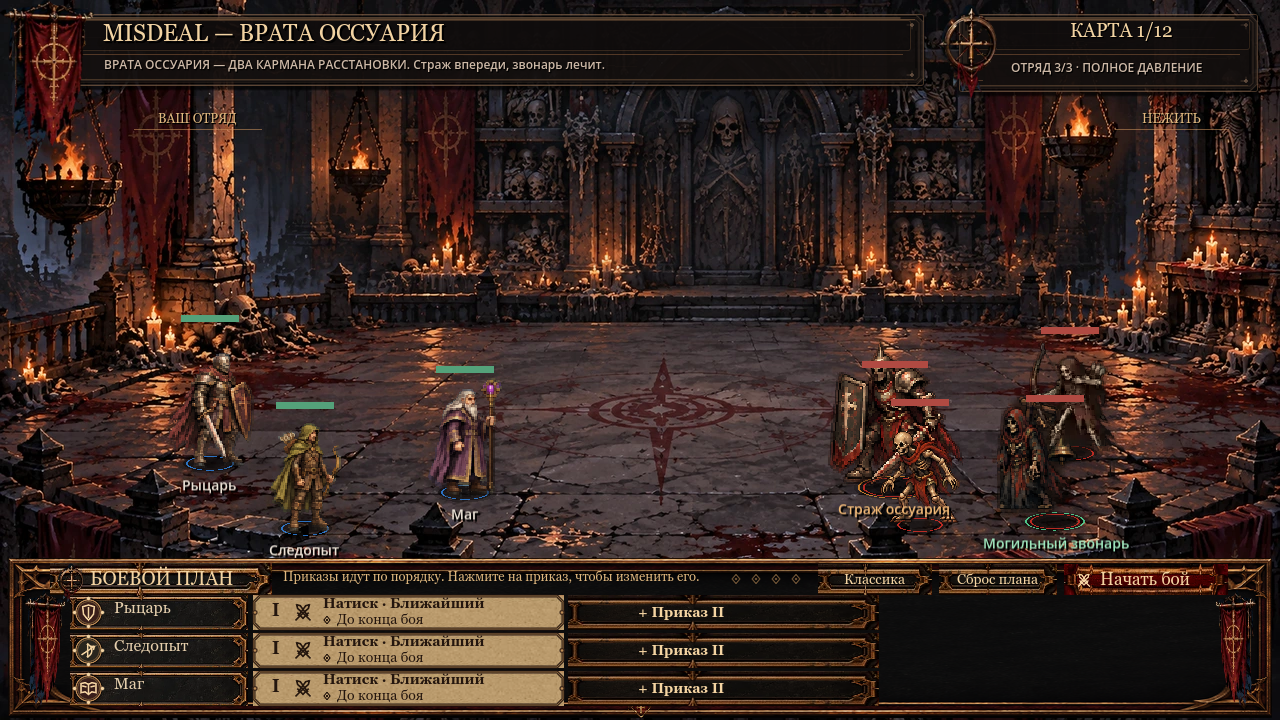 MISDEAL — ВРАТА ОССУАРИЯ
ВРАТА ОССУАРИЯ — ДВА КАРМАНА РАССТАНОВКИ. Страж впереди, звонарь лечит.
КАРТА 1/12
ОТРЯД 3/3 · ПОЛНОЕ ДАВЛЕНИЕ
ВАШ ОТРЯД
НЕЖИТЬ
Рыцарь
Следопыт
Маг
Страж оссуария
Могильный звонарь
БОЕВОЙ ПЛАН
Приказы идут по порядку. Нажмите на приказ, чтобы изменить его.
Классика
Сброс плана
Начать бой
Рыцарь
I
Натиск · Ближайший
До конца боя
+ Приказ II
Следопыт
I
Натиск · Ближайший
До конца боя
+ Приказ II
Маг
I
Натиск · Ближайший
До конца боя
+ Приказ II